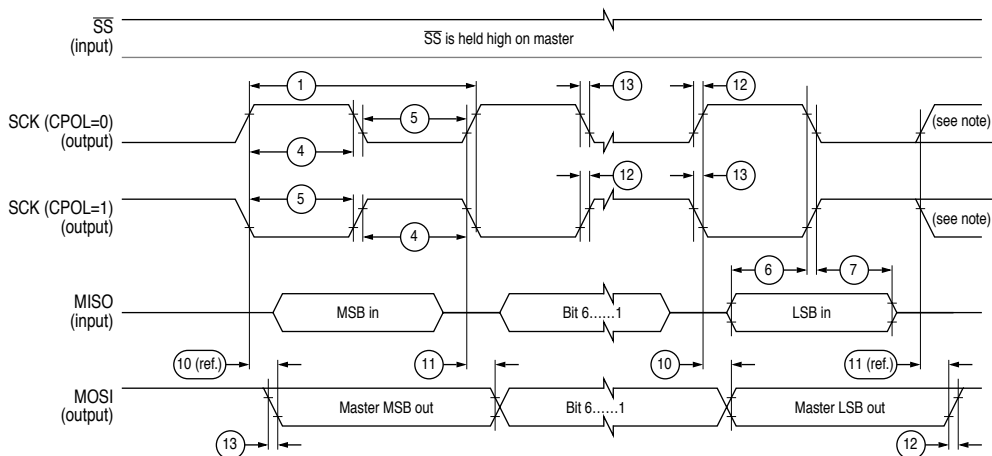 SS
(input)
SS is held high on master
1
13
12
SCK (CPOL=0)
(output)
5
(see note)
4
12
13
SCK (CPOL=1)
(output)
5
(see note)
4
6
7
MISO
(input)
MSB in
Bit 6......1
LSB in
10 (ref.)
11
10
11 (ref.)
MOSI
(output)
Master MSB out
Bit 6......1
Master LSB out
13
12